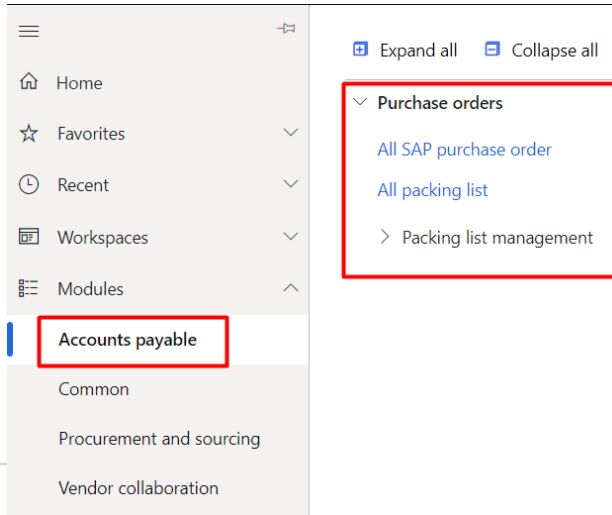 Home
Favorites
Recent
Workspaces
Modules
Accounts payable
Common
Procurement and sourcing
Vendor collaboration
Expand all
Collapse all
Purchase orders
All SAP purchase order
All packing list
Packing list management